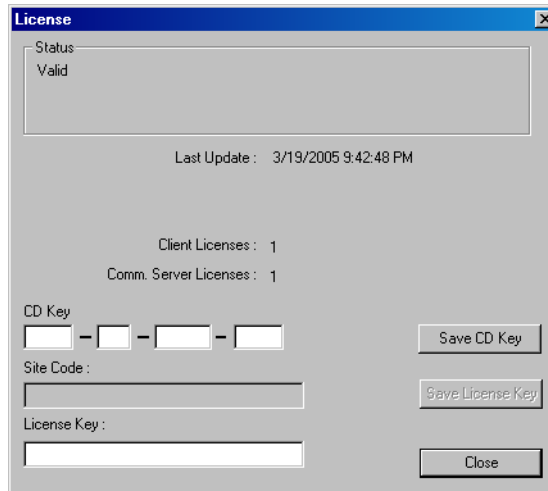 License
Status
Valid
Last Update : 3/19/2005 9:42:48 PM
Client Licenses : 1
Comm. Server Licenses : 1
CD Key
– – –
Save CD Key
Site Code :
Save License Key
License Key :
Close